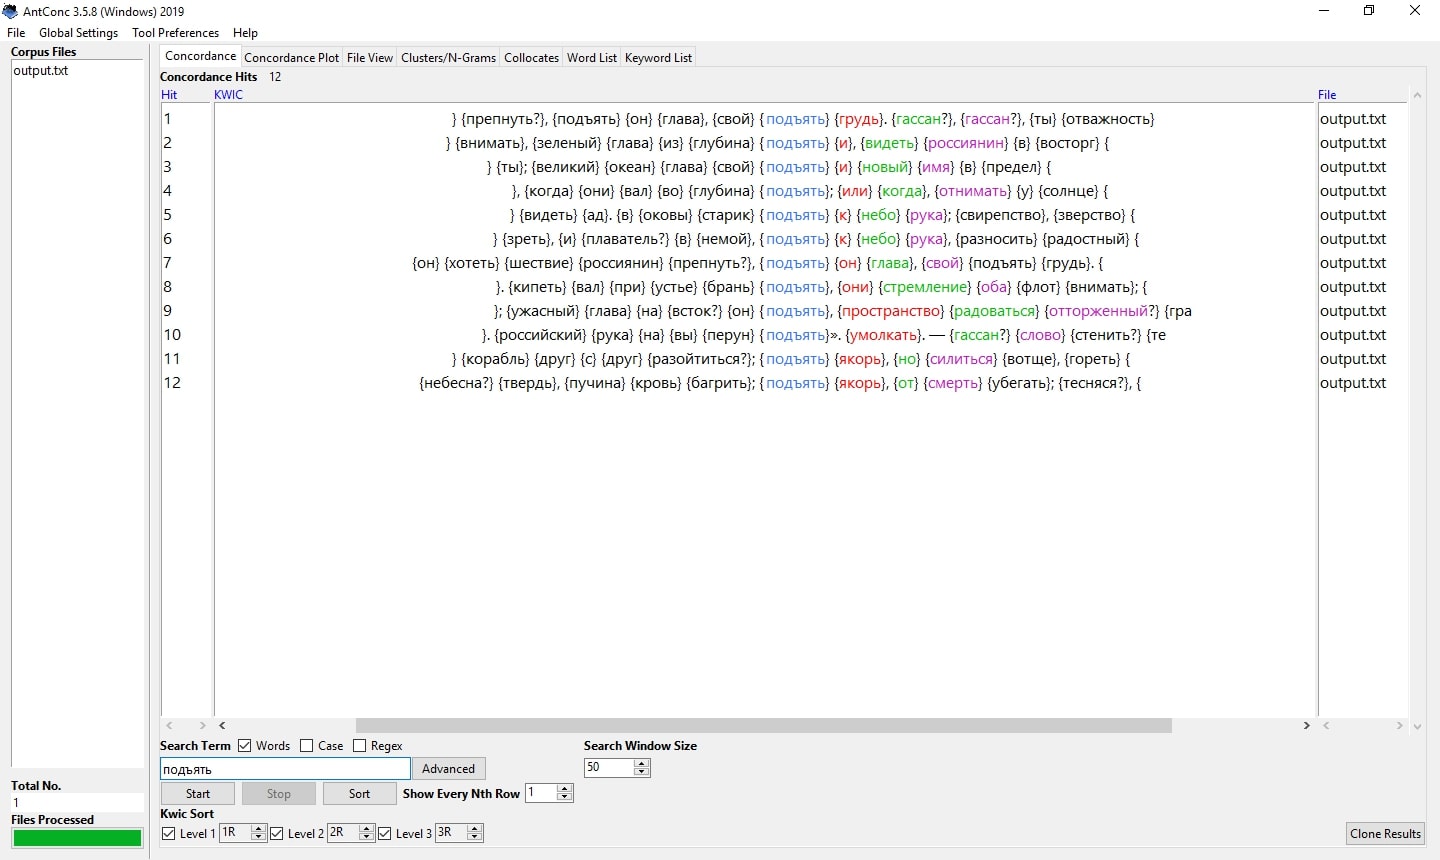 AntConc 3.5.8 (Windows) 2019
File Global Settings Tool Preferences Help
Corpus Files
output.txt
Concordance Concordance Plot File View Clusters/N-Grams Collocates Word List Keyword List
Concordance Hits 12
Hit KWIC File
1 } {препнуть?}, {подъять} {он} {глава}, {свой} {подъять} {грудь}. {гассан?}, {гассан?}, {ты} {отважность} output.txt
2 } {внимать}, {зеленый} {глава} {из} {глубина} {подъять} {и}, {видеть} {россиянин} {в} {восторг} { output.txt
3 } {ты}; {великий} {океан} {глава} {свой} {подъять} {и} {новый} {имя} {в} {предел} { output.txt
4 }, {когда} {они} {вал} {во} {глубина} {подъять}; {или} {когда}, {отнимать} {у} {солнце} { output.txt
5 } {видеть} {ад}. {в} {оковы} {старик} {подъять} {к} {небо} {рука}; {свирепство}, {зверство} { output.txt
6 } {зреть}, {и} {плаватель?} {в} {немой}, {подъять} {к} {небо} {рука}, {разносить} {радостный} { output.txt
7 {он} {хотеть} {шествие} {россиянин} {препнуть?}, {подъять} {он} {глава}, {свой} {подъять} {грудь}. { output.txt
8 }. {кипеть} {вал} {при} {устье} {брань} {подъять}, {они} {стремление} {оба} {флот} {внимать}; { output.txt
9 }; {ужасный} {глава} {на} {всток?} {он} {подъять}, {пространство} {радоваться} {отторженный?} {гра output.txt
10 }. {российский} {рука} {на} {вы} {перун} {подъять}». {умолкать}. — {гассан?} {слово} {стенить?} {те output.txt
11 } {корабль} {друг} {с} {друг} {разойтиться?}; {подъять} {якорь}, {но} {силиться} {вотще}, {гореть} { output.txt
12 {небесна?} {твердь}, {пучина} {кровь} {багрить}; {подъять} {якорь}, {от} {смерть} {убегать}; {тесняся?}, { output.txt
Search Term Words Case Regex Search Window Size
подъять Advanced 50
Start Stop Sort Show Every Nth Row 1
Kwic Sort
Level 1 1R Level 2 2R Level 3 3R
Total No.
1
Files Processed
Clone Results